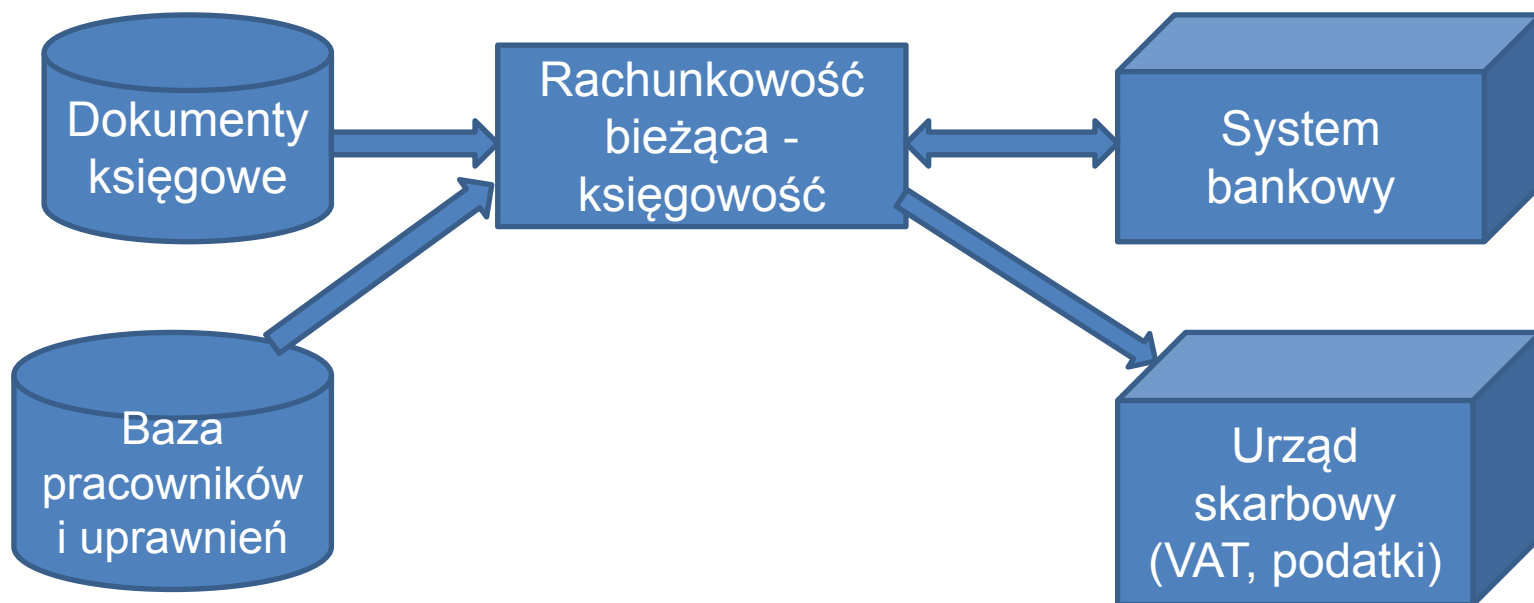 Dokumenty
księgowe
Rachunkowość
bieżąca -
księgowość
System
bankowy
Baza
pracowników
i uprawnień
Urząd
skarbowy
(VAT, podatki)